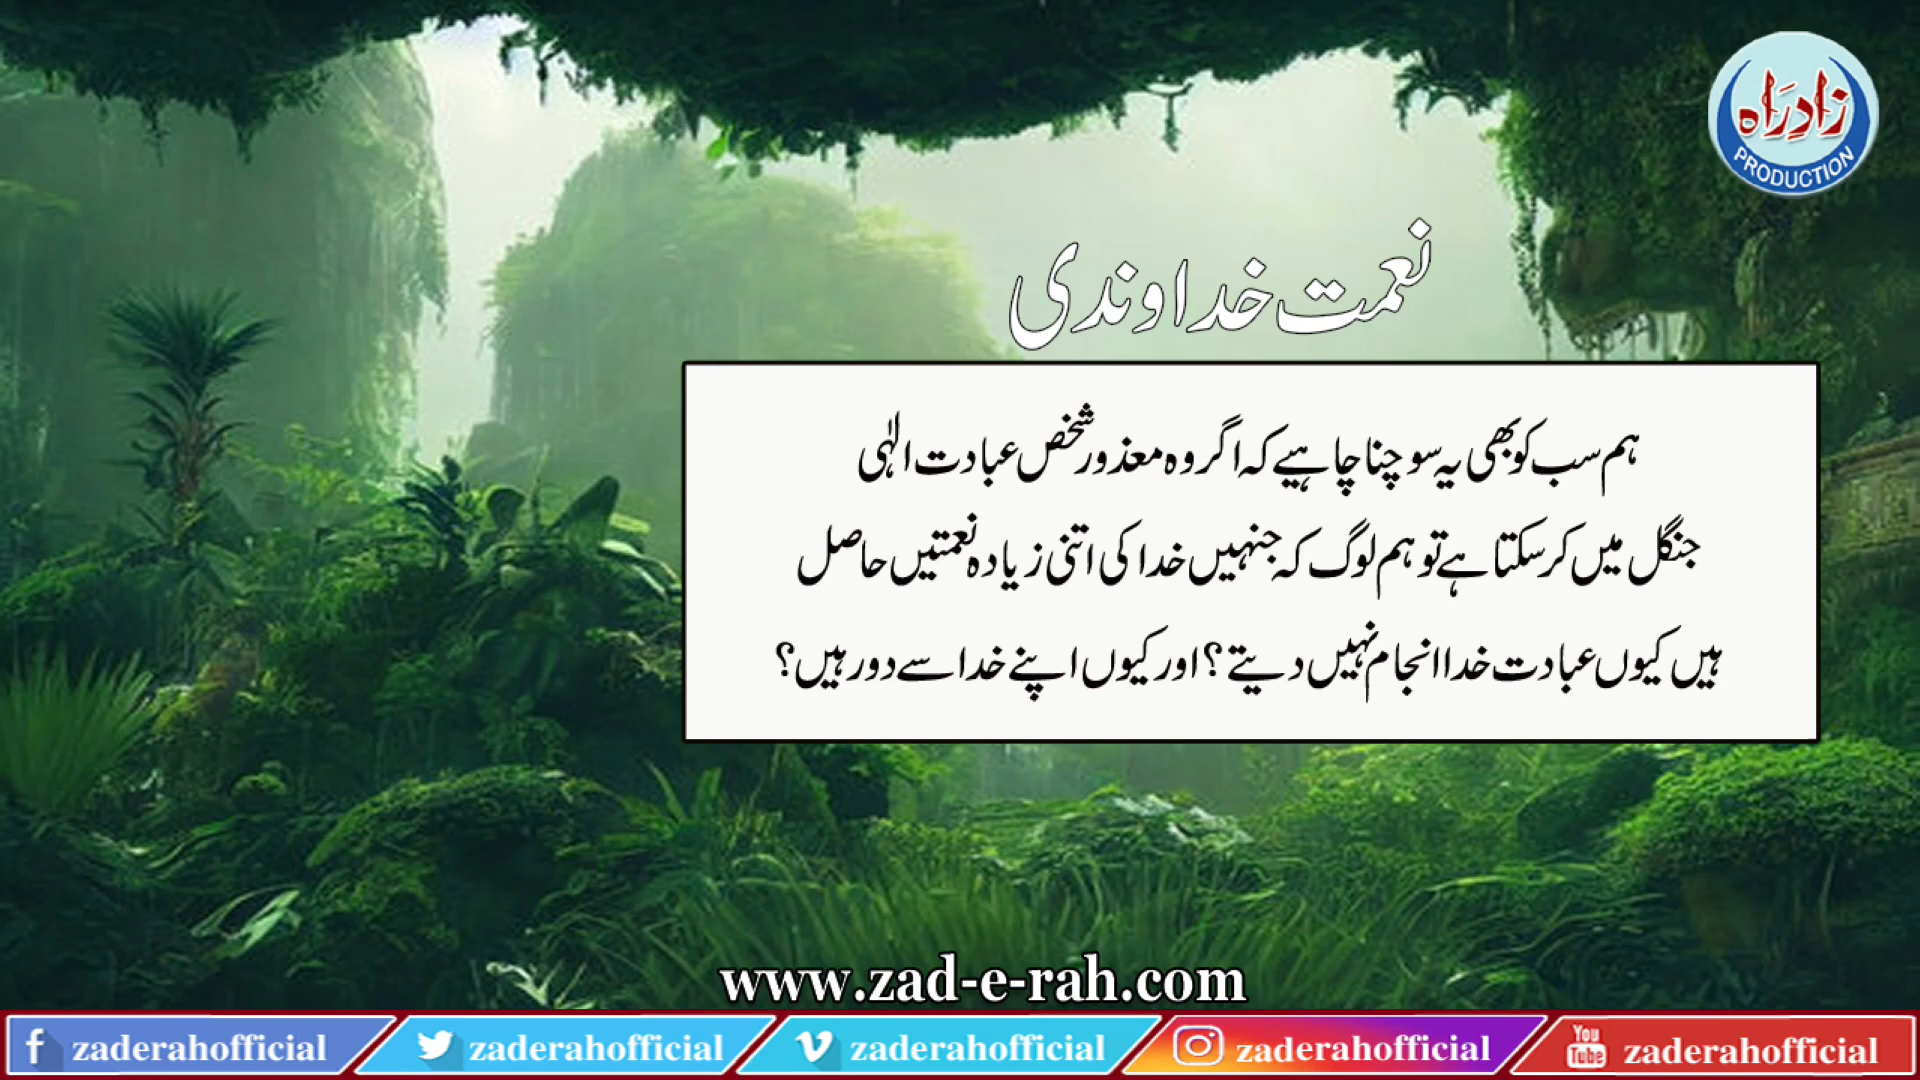 زادِ رَاہ
PRODUCTION
نعمت خداوندی
ہم سب کو بھی یہ سوچنا چاہیے کہ اگر وہ معذور شخص عبادت الٰہی
جنگل میں کر سکتا ہے تو ہم لوگ کہ جنہیں خدا کی اتنی زیادہ نعمتیں حاصل
ہیں کیوں عبادت خدا انجام نہیں دیتے ؟ اور کیوں اپنے خدا سے دور ہیں؟
www.zad-e-rah.com
f zaderahofficial
zaderahofficial
v zaderahofficial
zaderahofficial
You Tube zaderahofficial